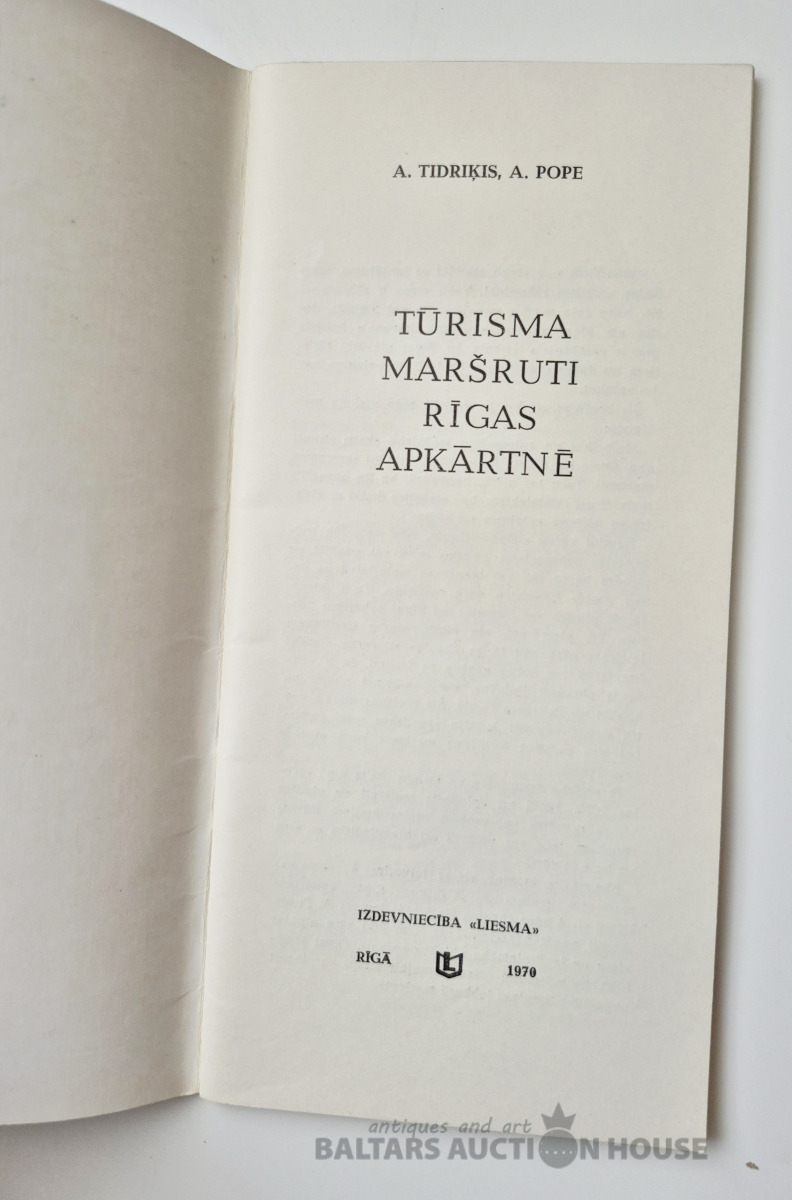 A. TIDRIĶIS, A. POPE
TŪRISMA
MARŠRUTI
RĪGAS
APKĀRTNĒ
IZDEVNIECĪBA «LIESMA»
RĪGĀ 1970
antiques and art
BALTARS AUCTION HOUSE